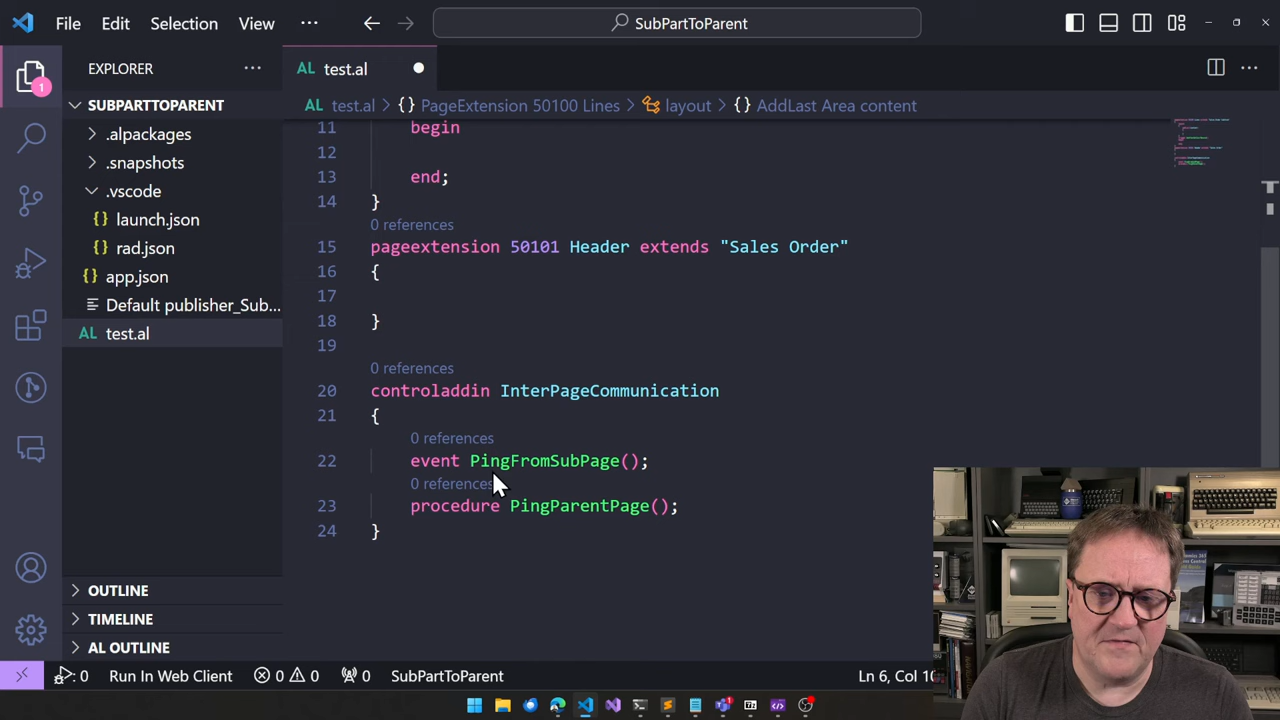 File Edit Selection View ··· SubPartToParent
EXPLORER ···
AL test.al
SUBPARTTOPARENT
AL test.al > {} PageExtension 50100 Lines > layout > {} AddLast Area content
.alpackages
.snapshots
.vscode
{} launch.json
{} rad.json
{} app.json
Default publisher_Sub...
AL test.al
11 begin
12
13 end;
14 }
0 references
15 pageextension 50101 Header extends "Sales Order"
16 {
17
18 }
19
0 references
20 controladdin InterPageCommunication
21 {
0 references
22 event PingFromSubPage();
0 references
23 procedure PingParentPage();
24 }
1
OUTLINE
TIMELINE
AL OUTLINE
: 0 Run In Web Client 0 0 0 SubPartToParent Ln 6, Col 10